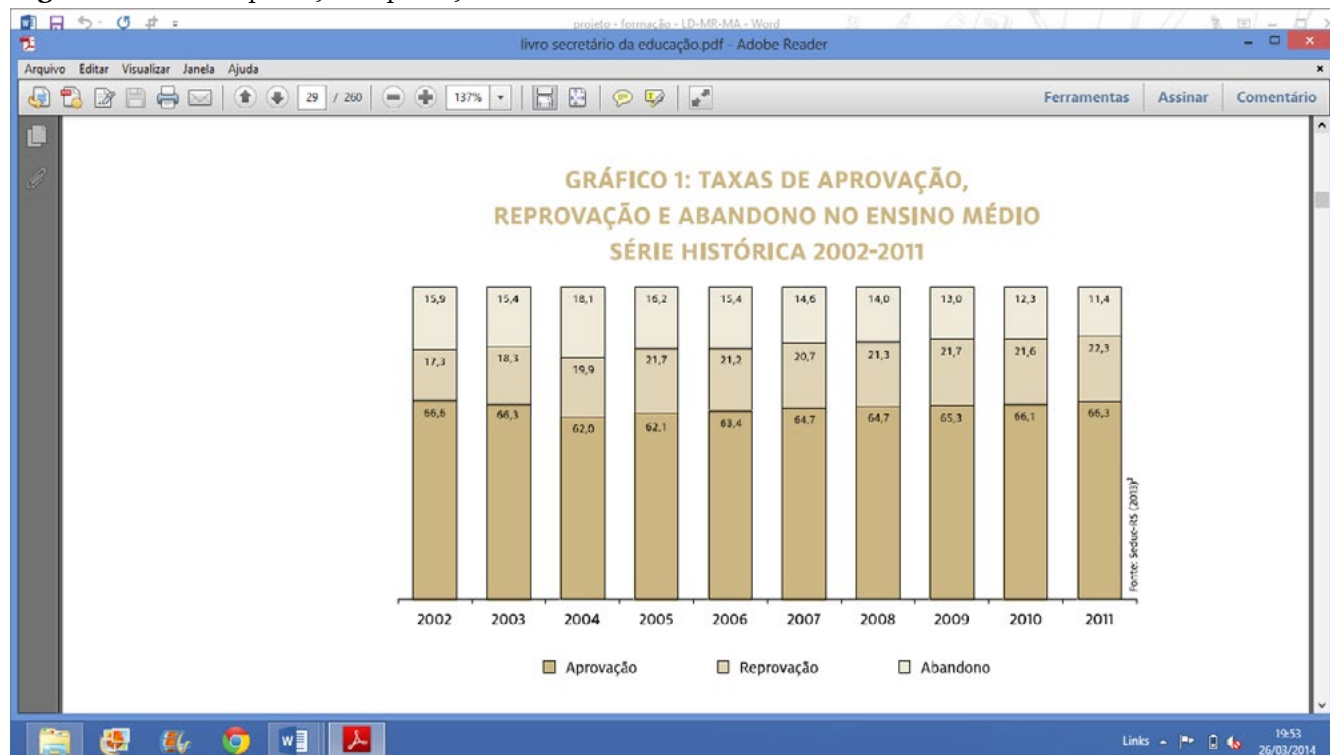 projeto - formação - LD-MR-MA - Word
livro secretário da educação.pdf - Adobe Reader
Arquivo Editar Visualizar Janela Ajuda
29 / 260 137% Ferramentas Assinar Comentário
GRÁFICO 1: TAXAS DE APROVAÇÃO,
REPROVAÇÃO E ABANDONO NO ENSINO MÉDIO
SÉRIE HISTÓRICA 2002-2011
15,9 15,4 18,1 16,2 15,4 14,6 14,0 13,0 12,3 11,4
17,3 18,3 19,9 21,7 21,2 20,7 21,3 21,7 21,6 22,3
66,6 66,3 62,0 62,1 63,4 64,7 64,7 65,3 66,1 66,3
Fonte: Seduc-RS (2013)²
2002 2003 2004 2005 2006 2007 2008 2009 2010 2011
Aprovação Reprovação Abandono
Links 19:53
26/03/2014